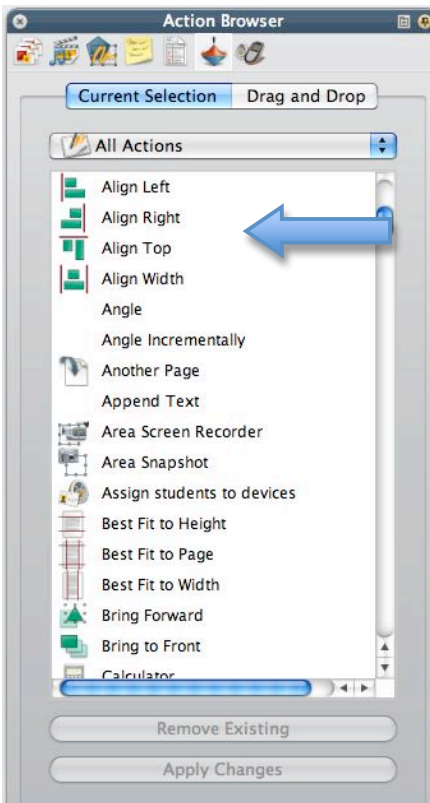 Action Browser
Current Selection Drag and Drop
All Actions
Align Left
Align Right
Align Top
Align Width
Angle
Angle Incrementally
Another Page
Append Text
Area Screen Recorder
Area Snapshot
Assign students to devices
Best Fit to Height
Best Fit to Page
Best Fit to Width
Bring Forward
Bring to Front
Calculator
Remove Existing
Apply Changes